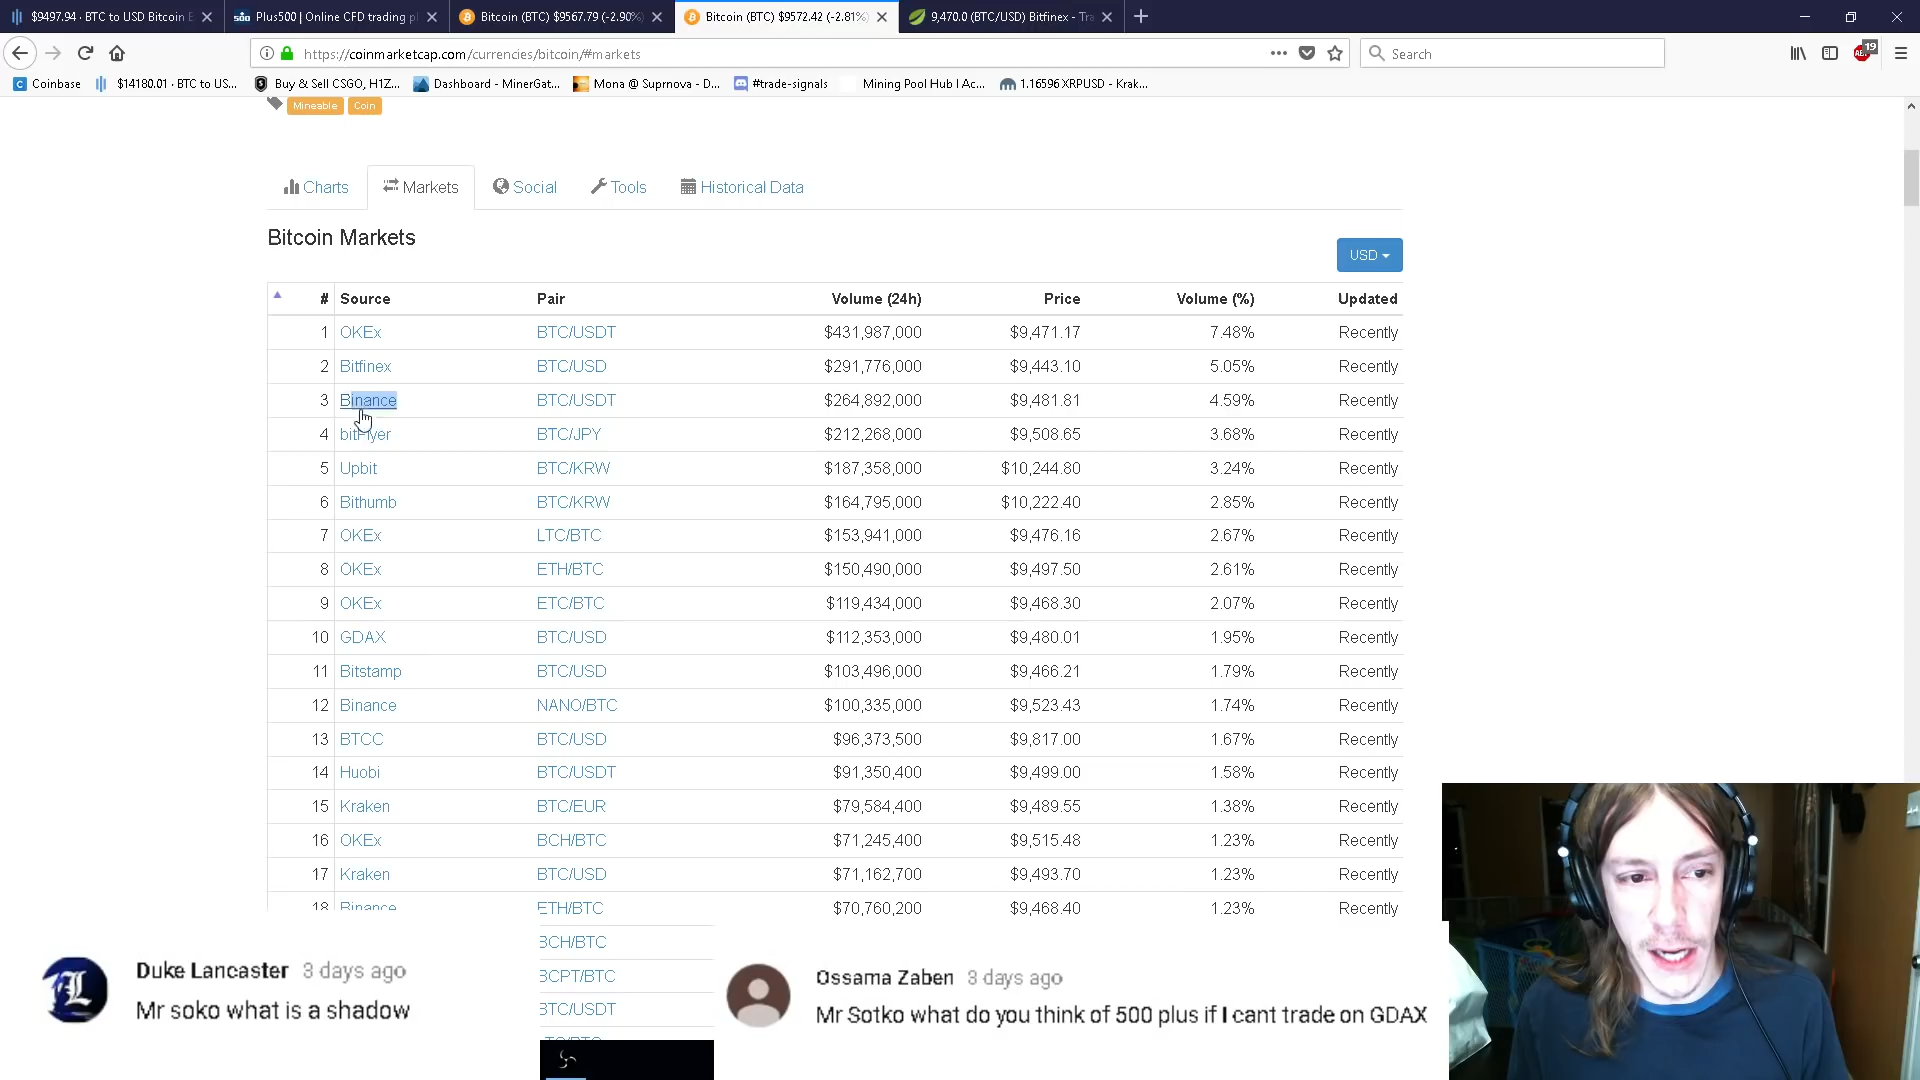 $9497.94 · BTC to USD Bitcoin E
Plus500 | Online CFD trading p
Bitcoin (BTC) $9567.79 (-2.90%)
Bitcoin (BTC) $9572.42 (-2.81%)
9,470.0 (BTC/USD) Bitfinex - Tra
https://coinmarketcap.com/currencies/bitcoin/#markets
Search
19
Coinbase
$14180.01 · BTC to US...
Buy & Sell CSGO, H1Z...
Dashboard - MinerGat...
Mona @ Suprnova - D...
#trade-signals
Mining Pool Hub | Ac...
1.16596 XRPUSD - Krak...
Mineable Coin
Charts Markets Social Tools Historical Data
Bitcoin Markets
USD
# Source Pair Volume (24h) Price Volume (%) Updated
1 OKEx BTC/USDT $431,987,000 $9,471.17 7.48% Recently
2 Bitfinex BTC/USD $291,776,000 $9,443.10 5.05% Recently
3 Binance BTC/USDT $264,892,000 $9,481.81 4.59% Recently
4 bitFlyer BTC/JPY $212,268,000 $9,508.65 3.68% Recently
5 Upbit BTC/KRW $187,358,000 $10,244.80 3.24% Recently
6 Bithumb BTC/KRW $164,795,000 $10,222.40 2.85% Recently
7 OKEx LTC/BTC $153,941,000 $9,476.16 2.67% Recently
8 OKEx ETH/BTC $150,490,000 $9,497.50 2.61% Recently
9 OKEx ETC/BTC $119,434,000 $9,468.30 2.07% Recently
10 GDAX BTC/USD $112,353,000 $9,480.01 1.95% Recently
11 Bitstamp BTC/USD $103,496,000 $9,466.21 1.79% Recently
12 Binance NANO/BTC $100,335,000 $9,523.43 1.74% Recently
13 BTCC BTC/USD $96,373,500 $9,817.00 1.67% Recently
14 Huobi BTC/USDT $91,350,400 $9,499.00 1.58% Recently
15 Kraken BTC/EUR $79,584,400 $9,489.55 1.38% Recently
16 OKEx BCH/BTC $71,245,400 $9,515.48 1.23% Recently
17 Kraken BTC/USD $71,162,700 $9,493.70 1.23% Recently
18 Binance ETH/BTC $70,760,200 $9,468.40 1.23% Recently
BCH/BTC
BCPT/BTC
BTC/USDT
Duke Lancaster 3 days ago
Mr soko what is a shadow
Ossama Zaben 3 days ago
Mr Sotko what do you think of 500 plus if I cant trade on GDAX